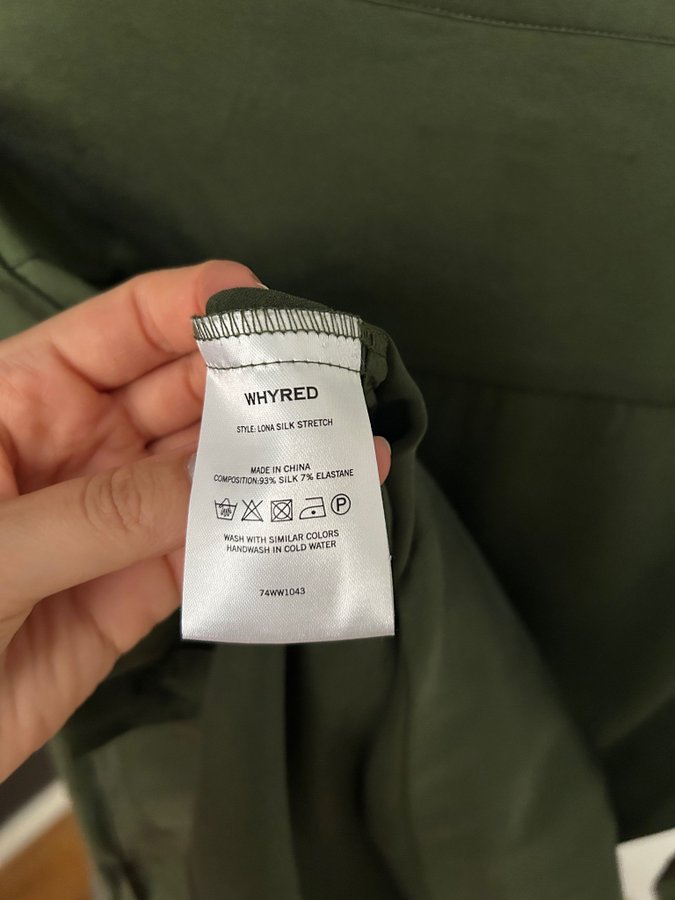 WHYRED
STYLE: LONA SILK STRETCH
MADE IN CHINA
COMPOSITION:93% SILK 7% ELASTANE
P
WASH WITH SIMILAR COLORS
HANDWASH IN COLD WATER
74WW1043